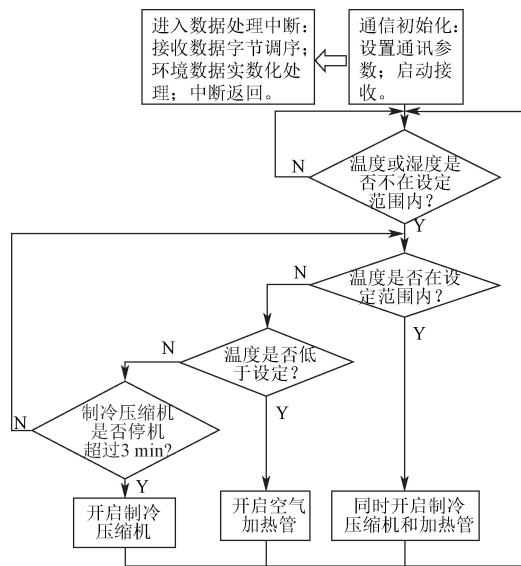 进入数据处理中断：
接收数据字节调序；
环境数据实数化处
理；中断返回。
通信初始化：
设置通讯参
数；启动接
收。
N
温度或湿度是
否不在设定
范围内？
Y
N
温度是否在设
定范围内？
Y
N
温度是否低
于设定？
Y
N
制冷压缩机
是否停机
超过3 min?
Y
开启制冷
压缩机
开启空气
加热管
同时开启制冷
压缩机和加热管